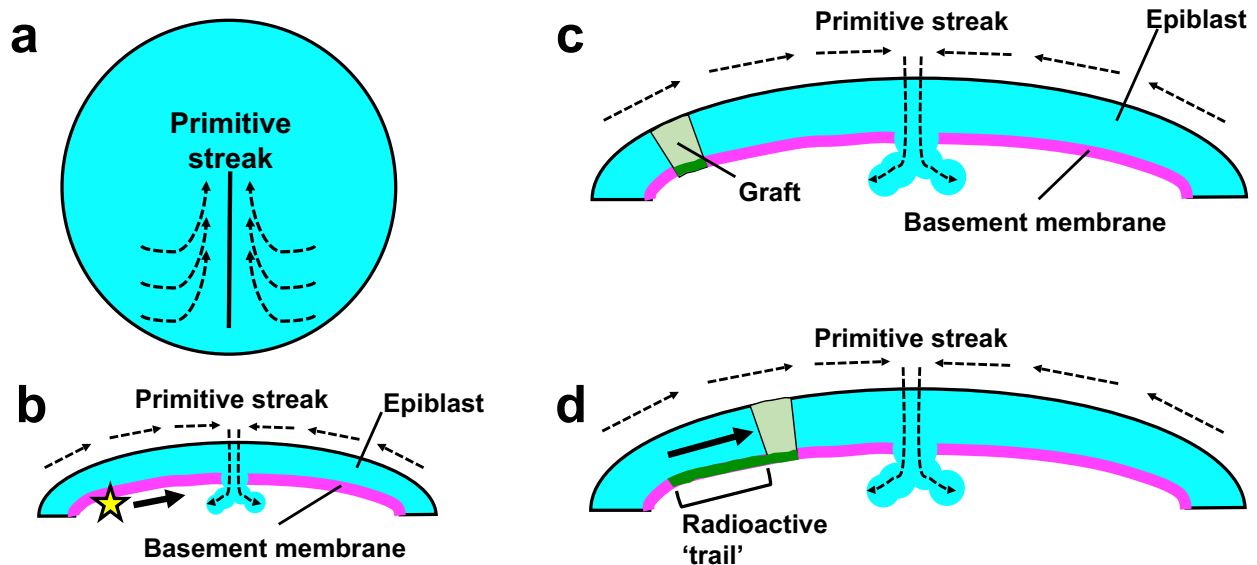 a
Primitive
streak
b
Primitive streak
Epiblast
Basement membrane
c
Primitive streak
Epiblast
Graft
Basement membrane
d
Primitive streak
Radioactive
‘trail’